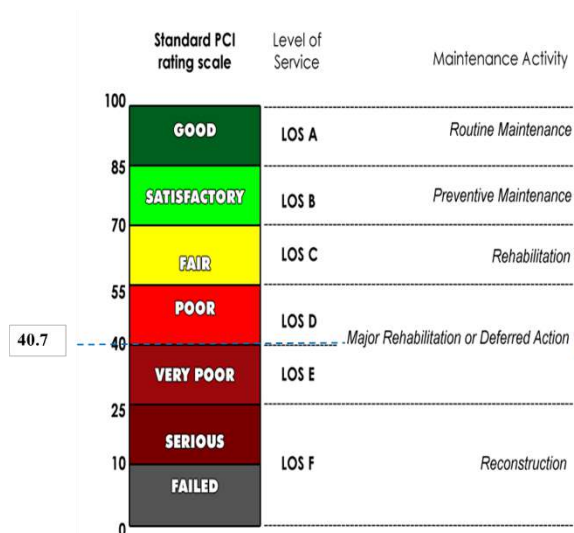 Standard PCI rating scale
Level of Service
Maintenance Activity
100
GOOD
LOS A
Routine Maintenance
85
SATISFACTORY
LOS B
Preventive Maintenance
70
FAIR
LOS C
Rehabilitation
55
POOR
LOS D
40.7
40
Major Rehabilitation or Deferred Action
VERY POOR
LOS E
25
SERIOUS
10
LOS F
Reconstruction
FAILED
0